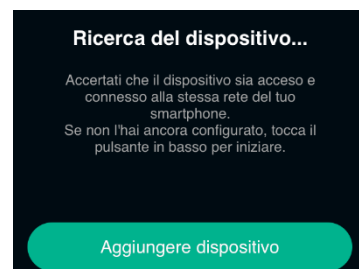 Ricerca del dispositivo...
Accertati che il dispositivo sia acceso e
connesso alla stessa rete del tuo
smartphone.
Se non l'hai ancora configurato, tocca il
pulsante in basso per iniziare.
Aggiungere dispositivo